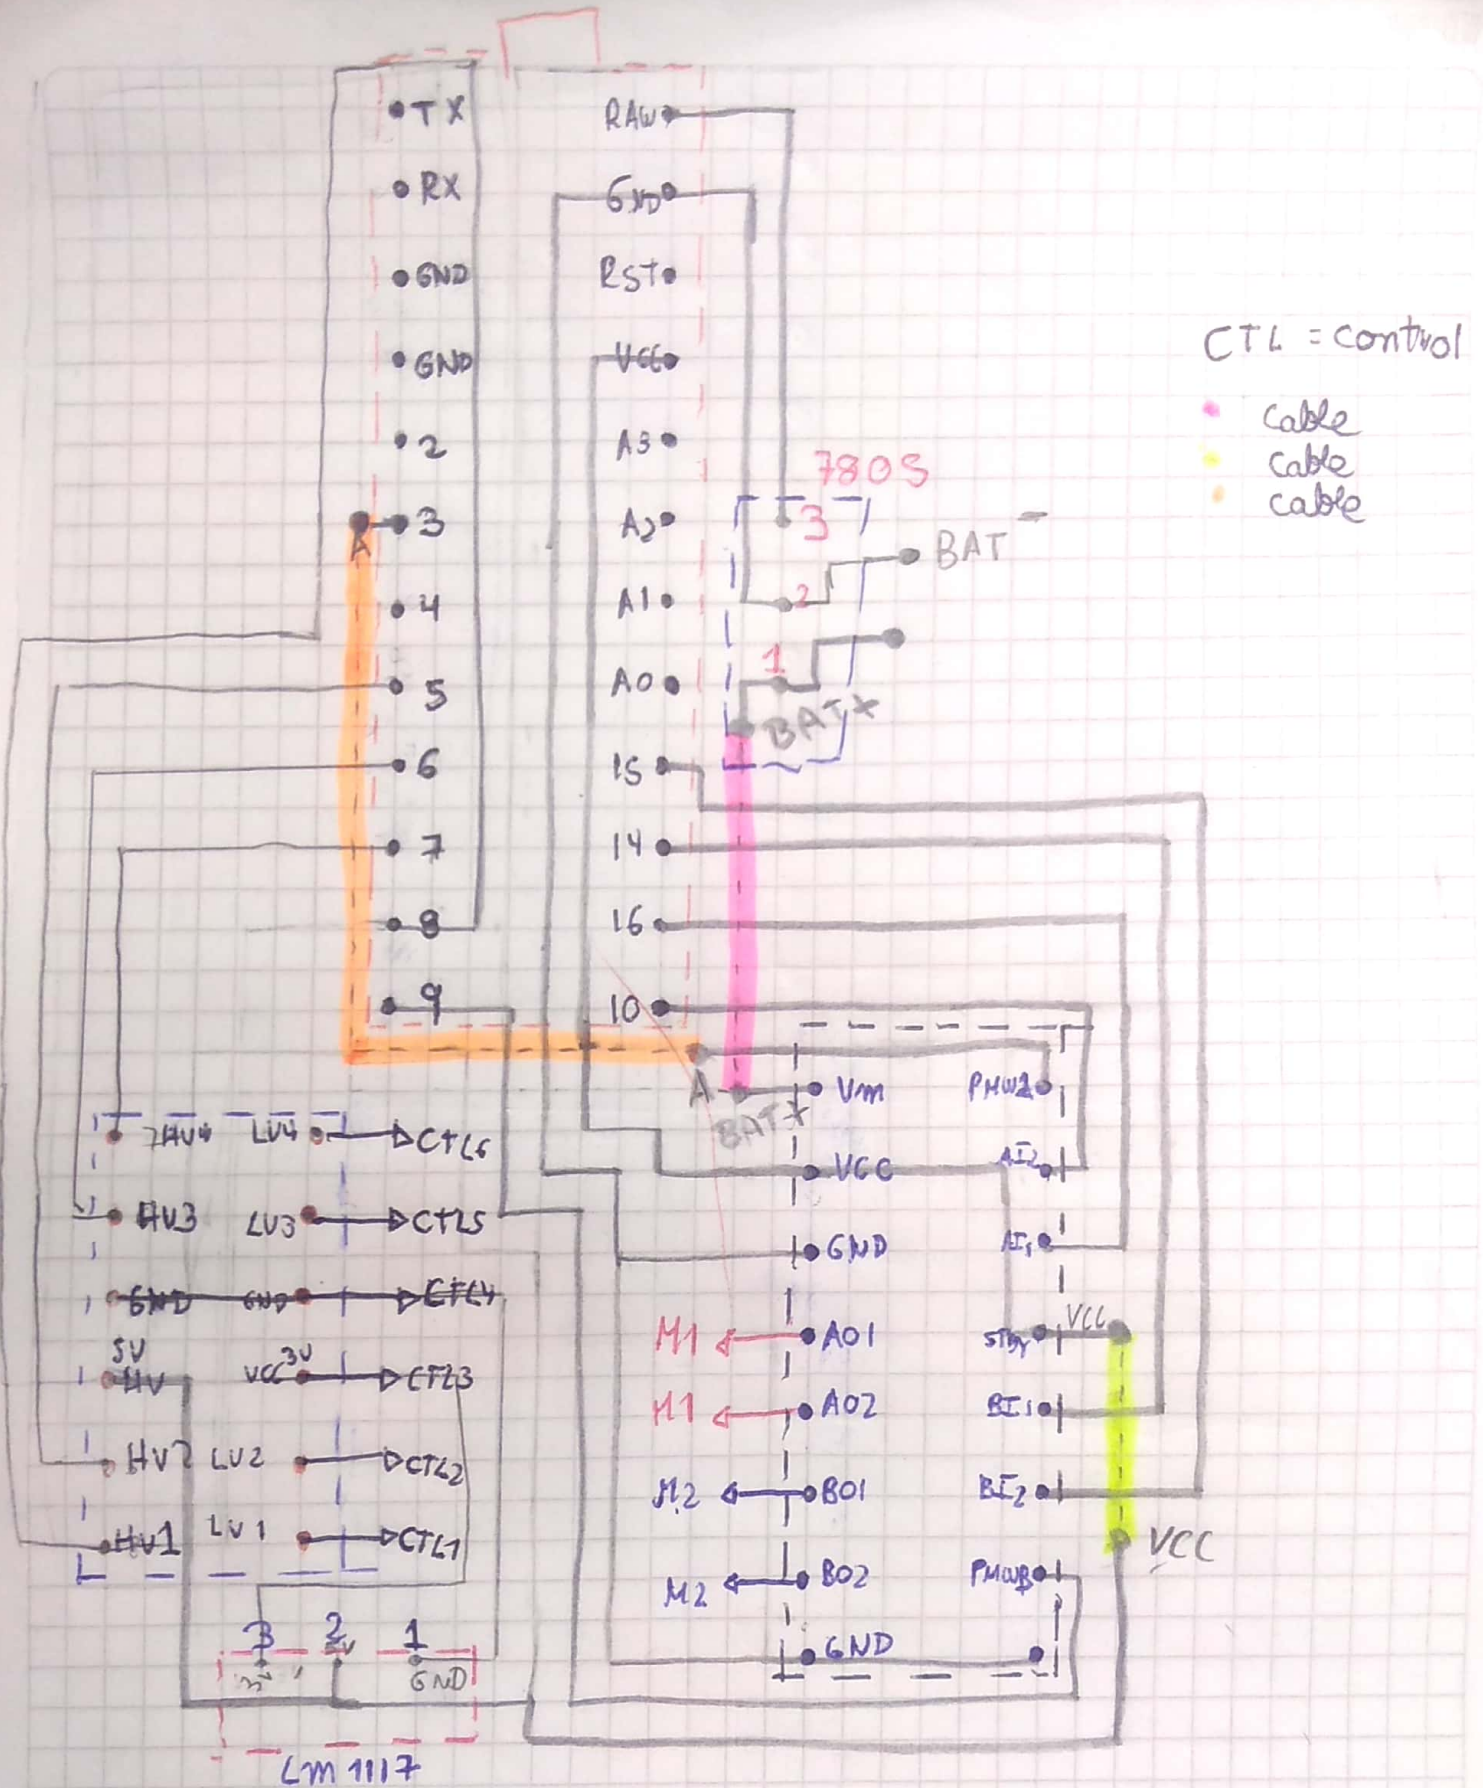 TX
RX
GND
GND
2
3
A
4
5
6
7
8
9
RAW
GND
RST
VCC
A3
A2
A1
A0
15
14
16
10
7805
3
2
1
BAT -
BAT+
CTL = control
cable
cable
cable
A
BAT+
Vm
VCC
GND
A01
A02
B01
B02
GND
M1
M1
M2
M2
AI2
AI1
STBY
VCC
BI1
BI2
PMWB
VCC
LV4
CTL6
HV3
LV3
CTL5
GND
GND
CTL4
5V
HV
VCC
3V
CTL3
HV2
LV2
CTL2
HV1
LV1
CTL1
3
2
1
GND
LM 1117